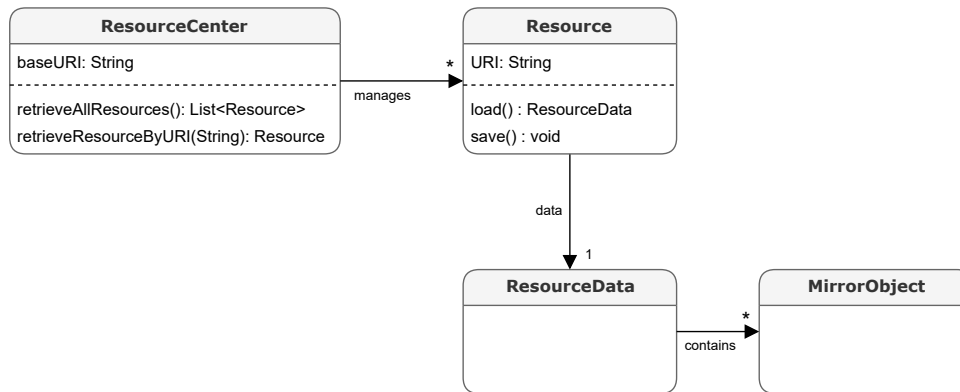 ResourceCenter
baseURI: String
retrieveAllResources(): List<Resource>
retrieveResourceByURI(String): Resource
*
manages
Resource
URI: String
load() : ResourceData
save() : void
data
1
ResourceData
*
contains
MirrorObject